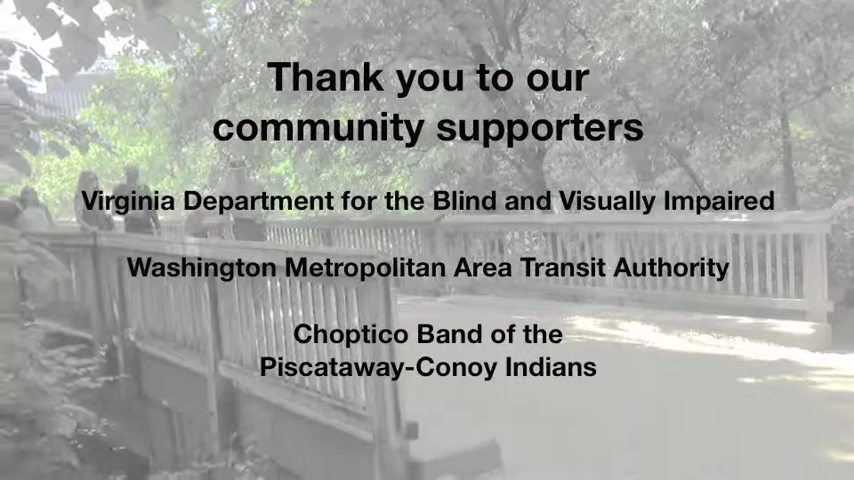 Thank you to our
community supporters
Virginia Department for the Blind and Visually Impaired
Washington Metropolitan Area Transit Authority
Choptico Band of the
Piscataway-Conoy Indians